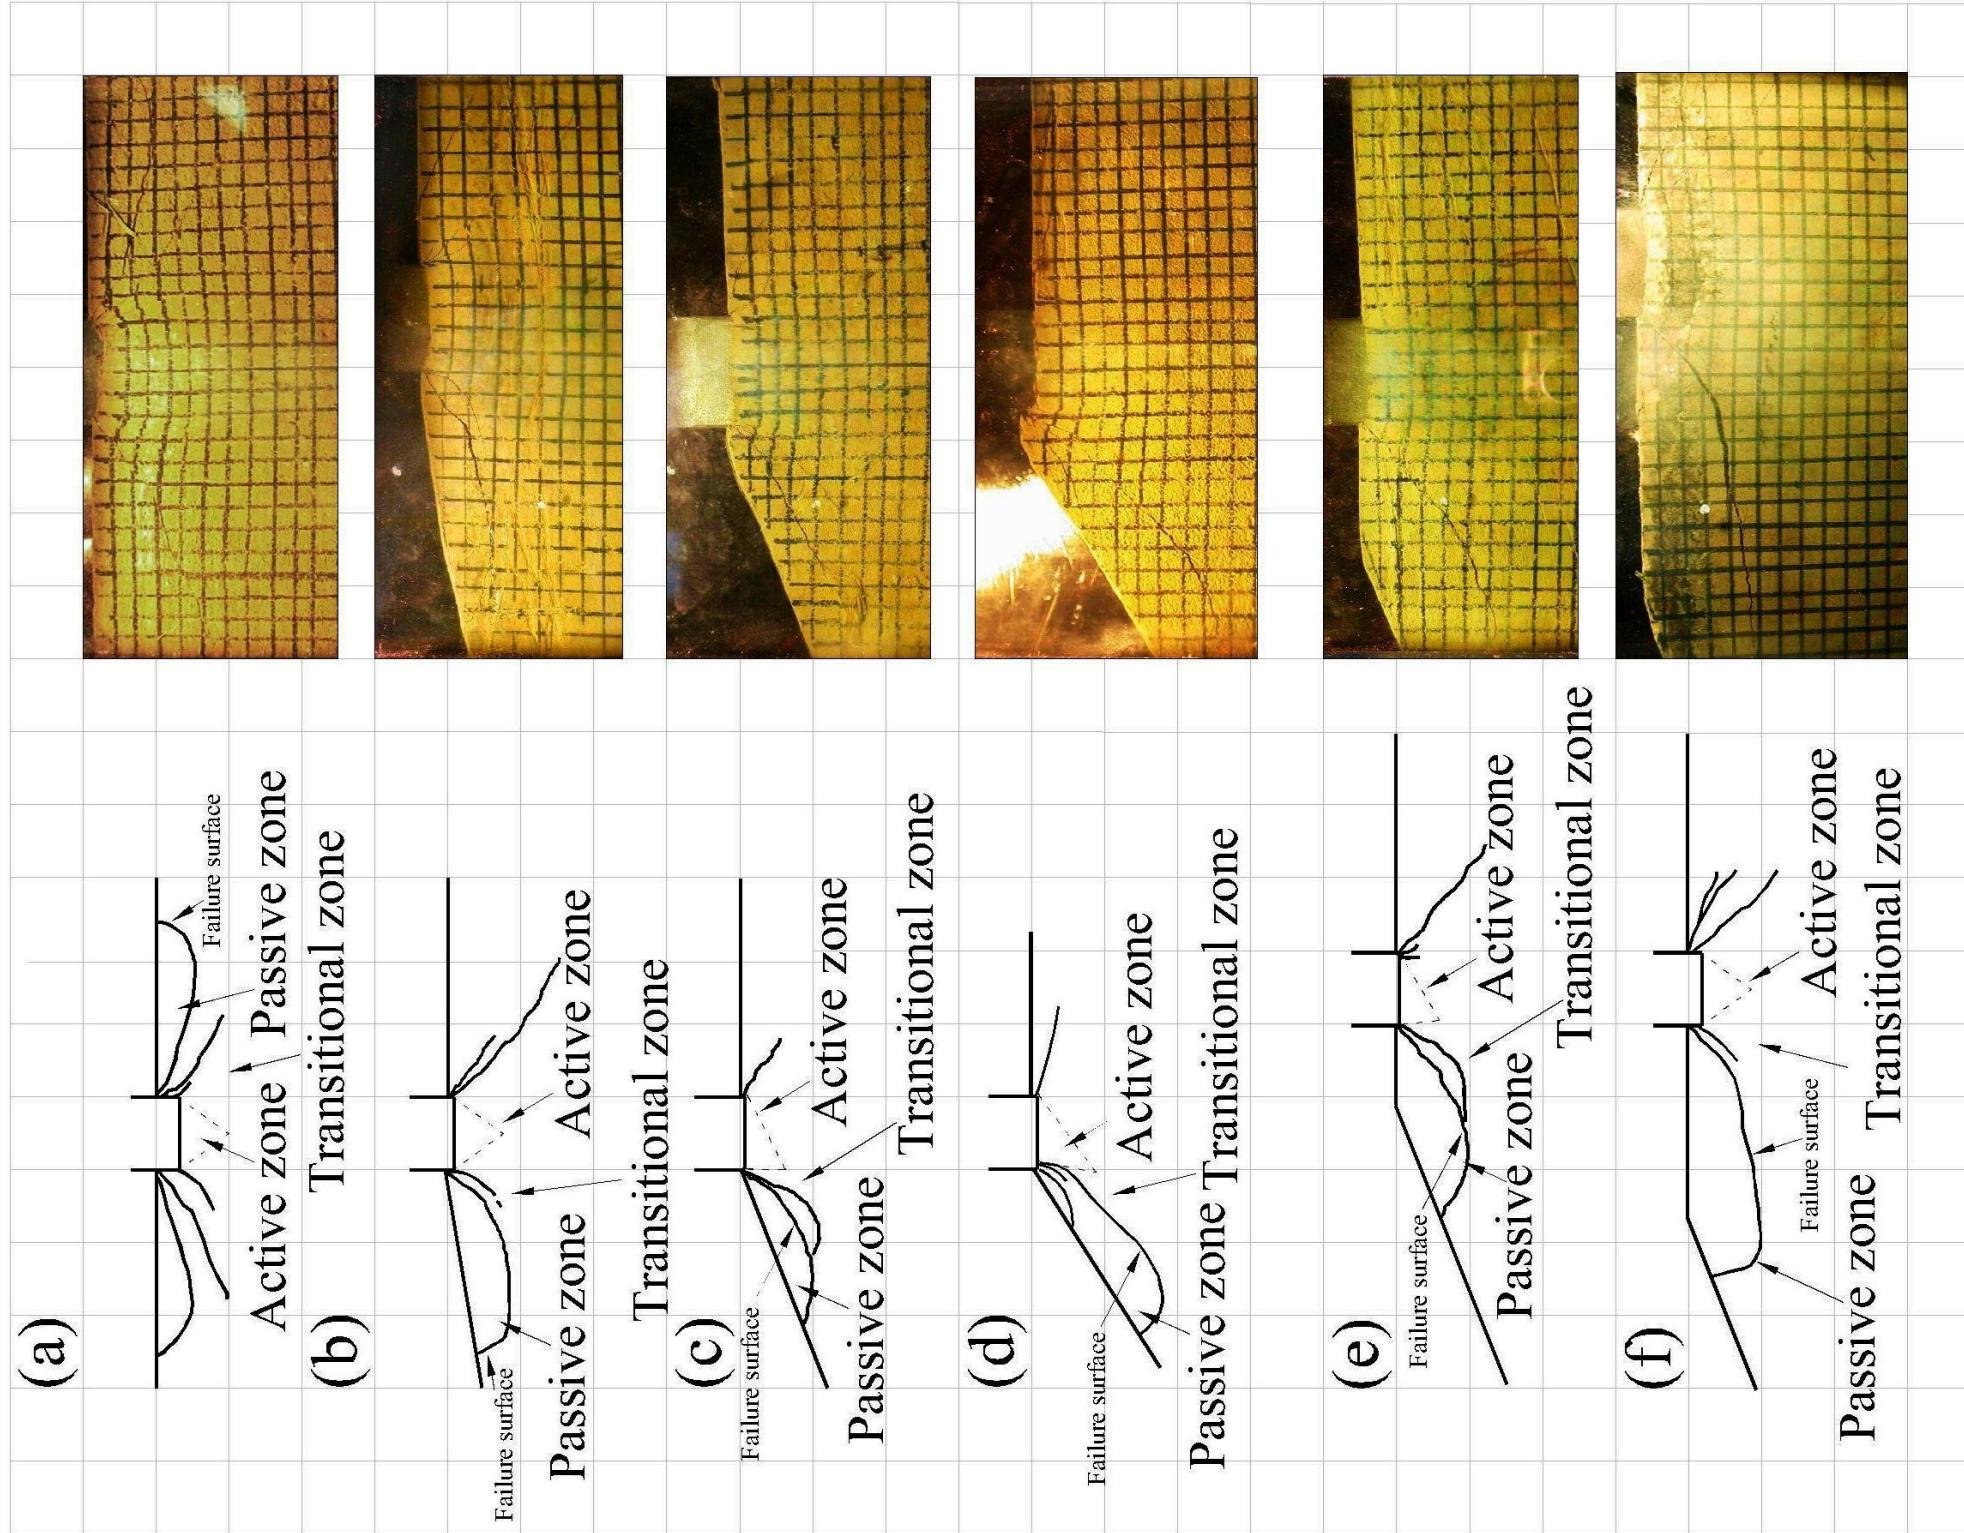 (a)
Failure surface
Passive zone
Active zone
Transitional zone
(b)
Failure surface
Passive zone
Active zone
Transitional zone
(c)
Failure surface
Passive zone
Active zone
Transitional zone
(d)
Failure surface
Passive zone
Active zone
Transitional zone
(e)
Failure surface
Active zone
Passive zone
Transitional zone
(f)
Failure surface
Active zone
Passive zone
Transitional zone